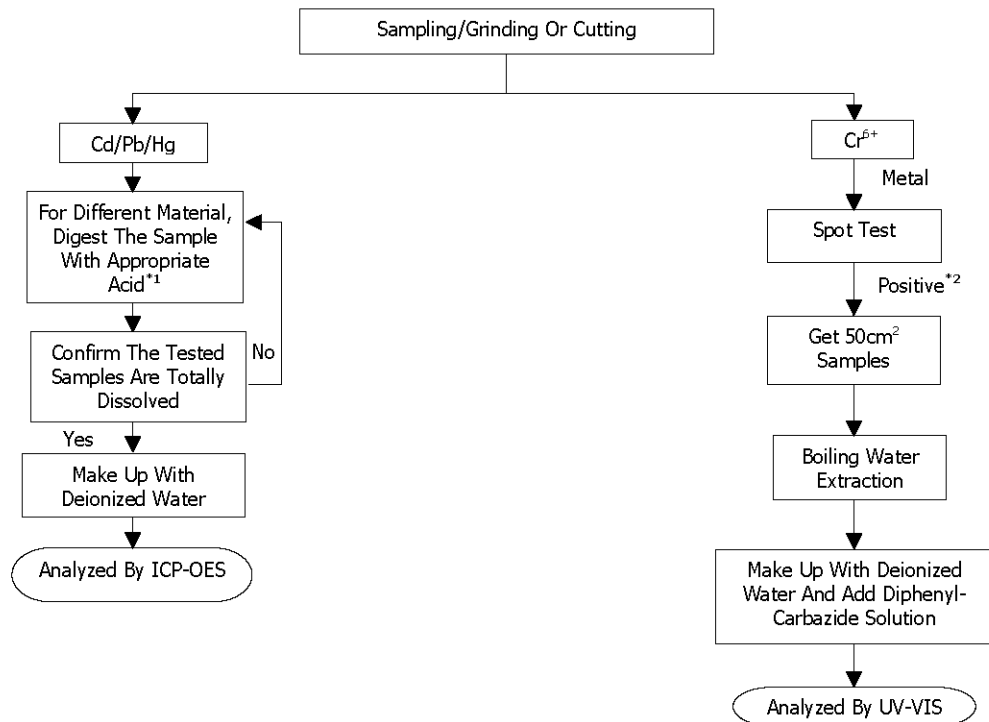 Sampling/Grinding Or Cutting
Cd/Pb/Hg
For Different Material,
Digest The Sample
With Appropriate
Acid*1
Confirm The Tested
Samples Are Totally
Dissolved
No
Yes
Make Up With
Deionized Water
Analyzed By ICP-OES
Cr6+
Metal
Spot Test
Positive*2
Get 50cm2
Samples
Boiling Water
Extraction
Make Up With Deionized
Water And Add Diphenyl-
Carbazide Solution
Analyzed By UV-VIS